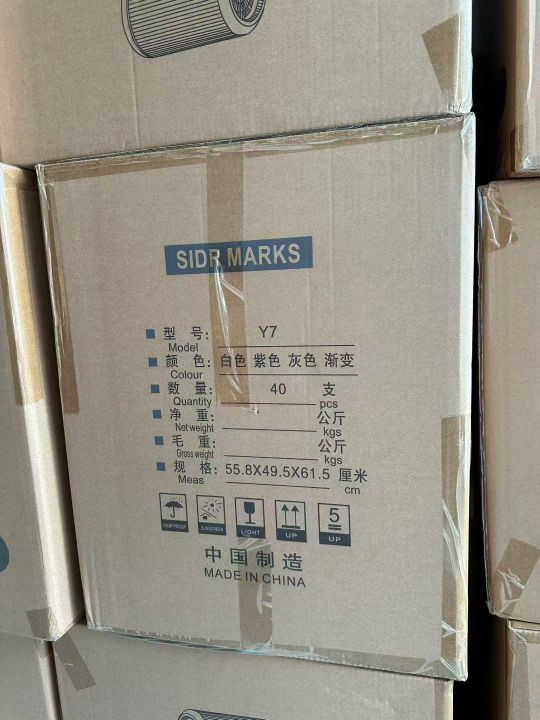 SIDR MARKS
型 号: Y7
Model
颜 色: 白色 紫色 灰色 渐变
Colour
数 量: 40 支
Quantity pcs
净 重: 公斤
Net weight kgs
毛 重: 公斤
Gross weight kgs
规 格: 55.8X49.5X61.5 厘米
Meas cm
5
DAMPPROOF SUNSCREEN LIGHT UP UP
中国制造
MADE IN CHINA